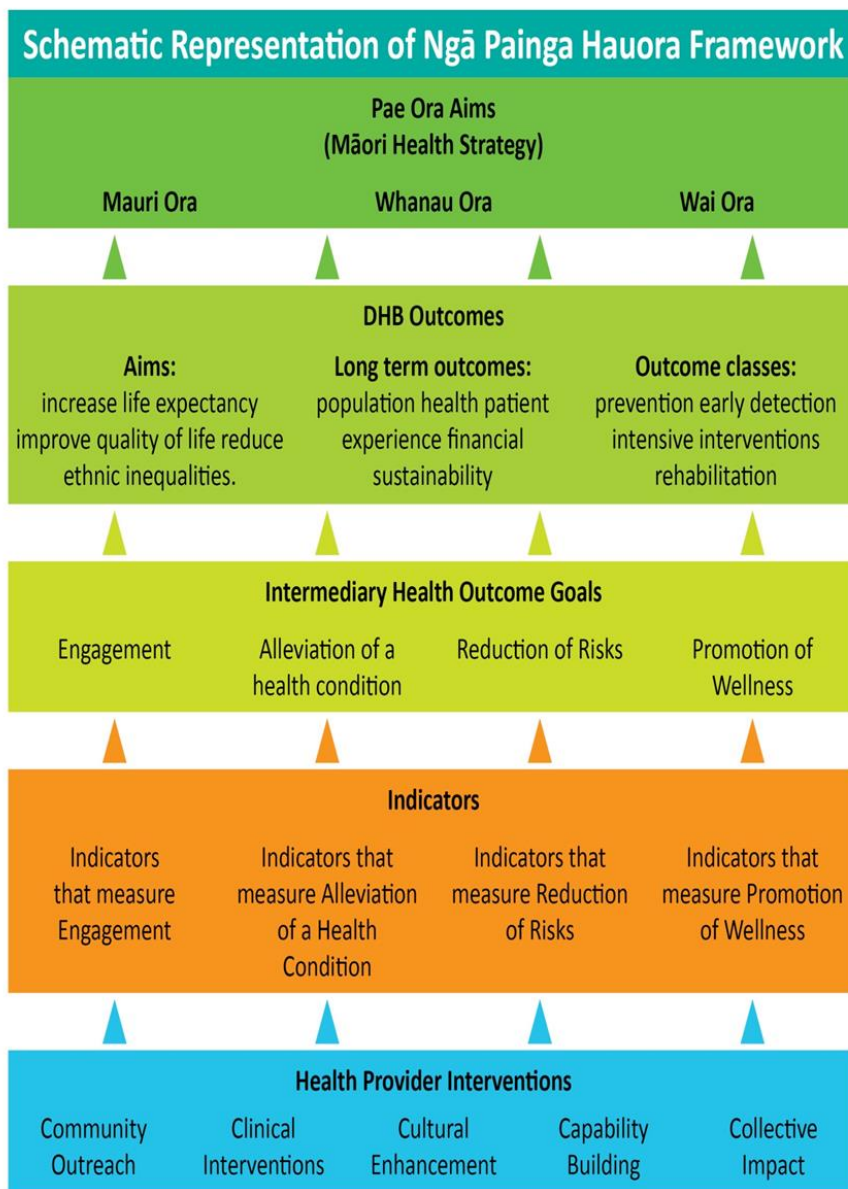 Schematic Representation of Ngā Painga Hauora Framework
Pae Ora Aims
(Māori Health Strategy)
Mauri Ora
Whanau Ora
Wai Ora
DHB Outcomes
Aims:
increase life expectancy
improve quality of life reduce
ethnic inequalities.
Long term outcomes:
population health patient
experience financial
sustainability
Outcome classes:
prevention early detection
intensive interventions
rehabilitation
Intermediary Health Outcome Goals
Engagement
Alleviation of a
health condition
Reduction of Risks
Promotion of
Wellness
Indicators
Indicators
that measure
Engagement
Indicators that
measure Alleviation
of a Health
Condition
Indicators that
measure Reduction
of Risks
Indicators that
measure Promotion
of Wellness
Health Provider Interventions
Community
Outreach
Clinical
Interventions
Cultural
Enhancement
Capability
Building
Collective
Impact